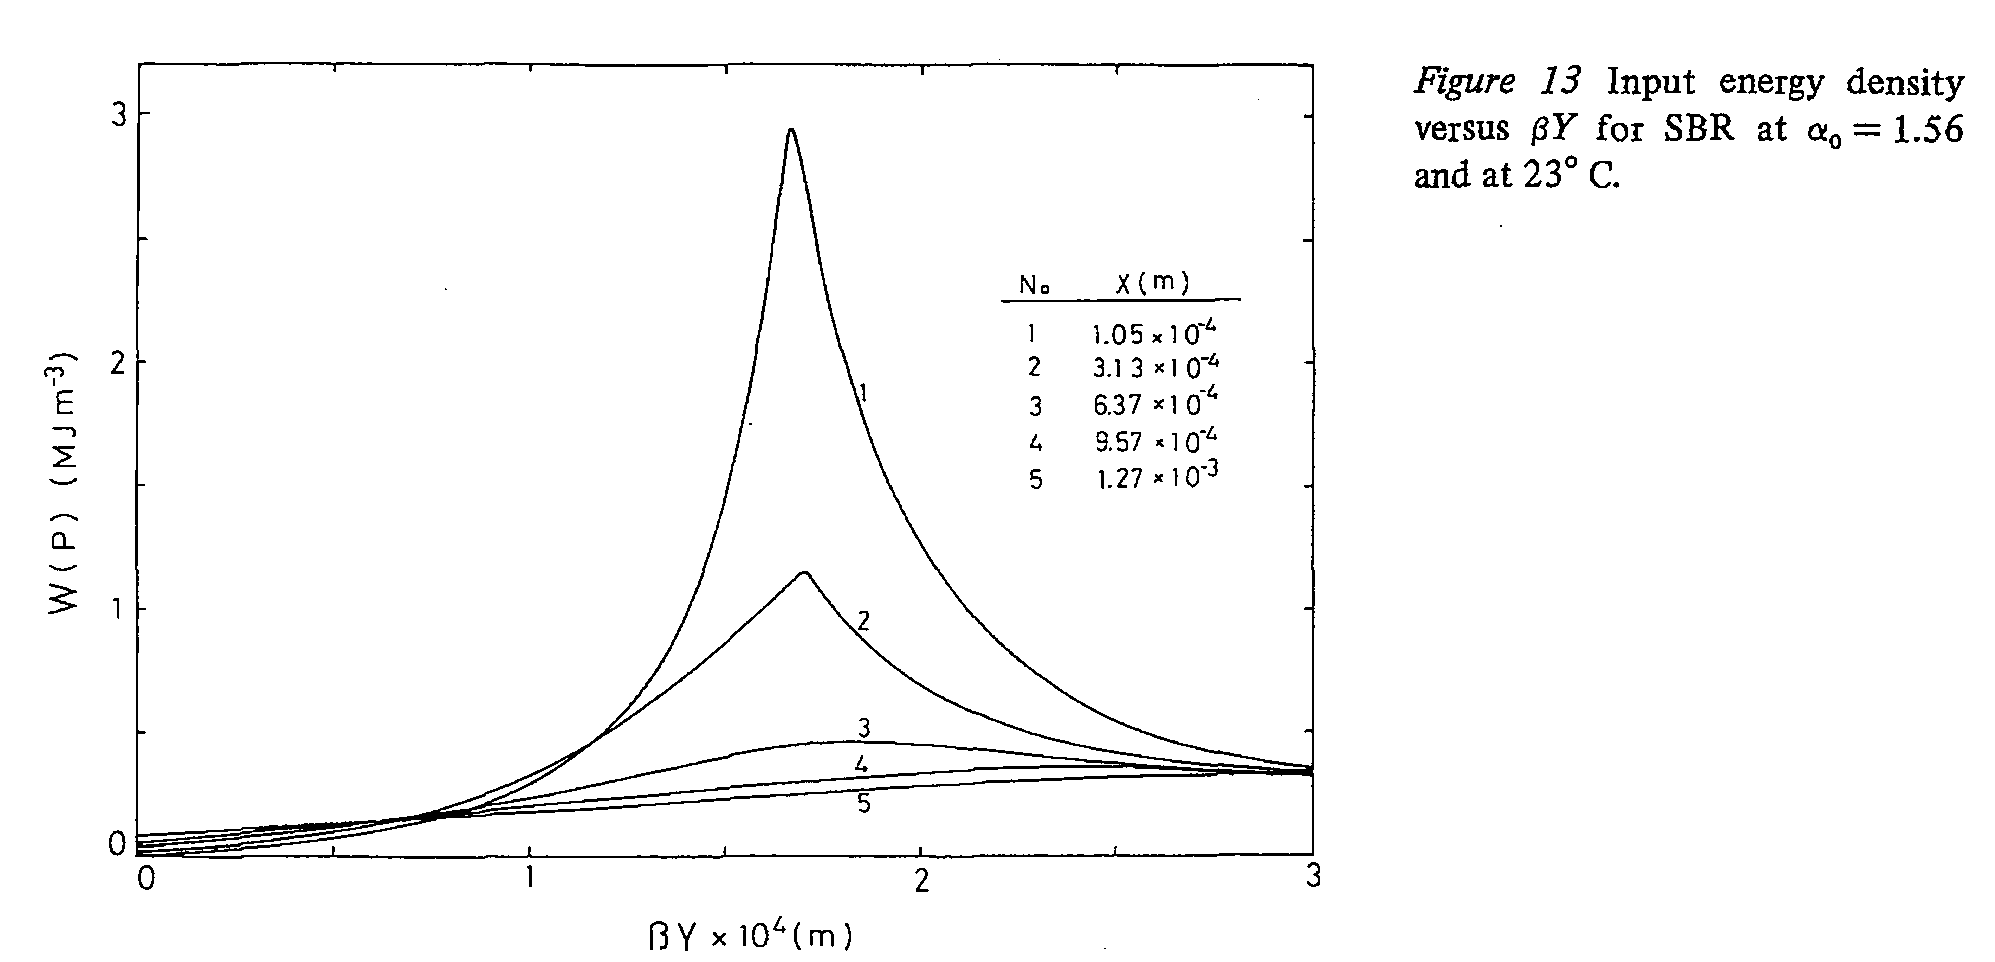 Figure 13 Input energy density
versus βY for SBR at α₀ = 1.56
and at 23° C.
3
2
1
0
W(P) (MJm⁻³)
No X(m)
1 1.05 × 10⁻⁴
2 3.13 × 10⁻⁴
3 6.37 × 10⁻⁴
4 9.57 × 10⁻⁴
5 1.27 × 10⁻³
1
2
3
4
5
0 1 2 3
βY × 10⁴(m)